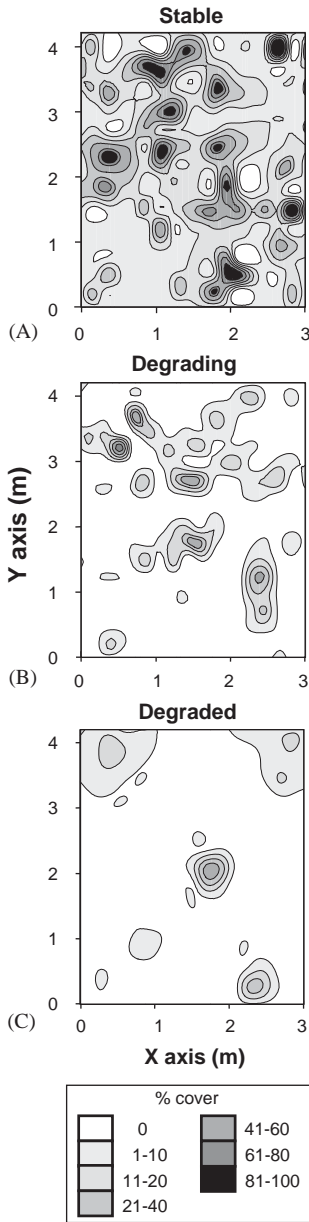 Stable
4
3
2
1
0
0 1 2 3
(A)
Degrading
4
3
2
1
0
0 1 2 3
(B)
Degraded
4
3
2
1
0
0 1 2 3
(C)
Y axis (m)
X axis (m)
% cover
0 41-60
1-10 61-80
11-20 81-100
21-40